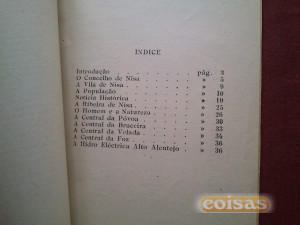 INDICE
Introdução . . . . . pág. 3
O Concelho de Nisa . . . » 5
A Vila de Nisa . . . . » 9
A População . . . . . » 10
Notícia Histórica . . . . » 10
A Ribeira de Nisa . . . . » 25
O Homem e a Natureza . . . » 26
A Central da Póvoa . . . » 30
A Central da Bruceira . . . » 33
A Central da Velada . . . » 34
A Central da Foz . . . . » 36
A Hidro Eléctrica Alto Alentejo . » 36
coisas